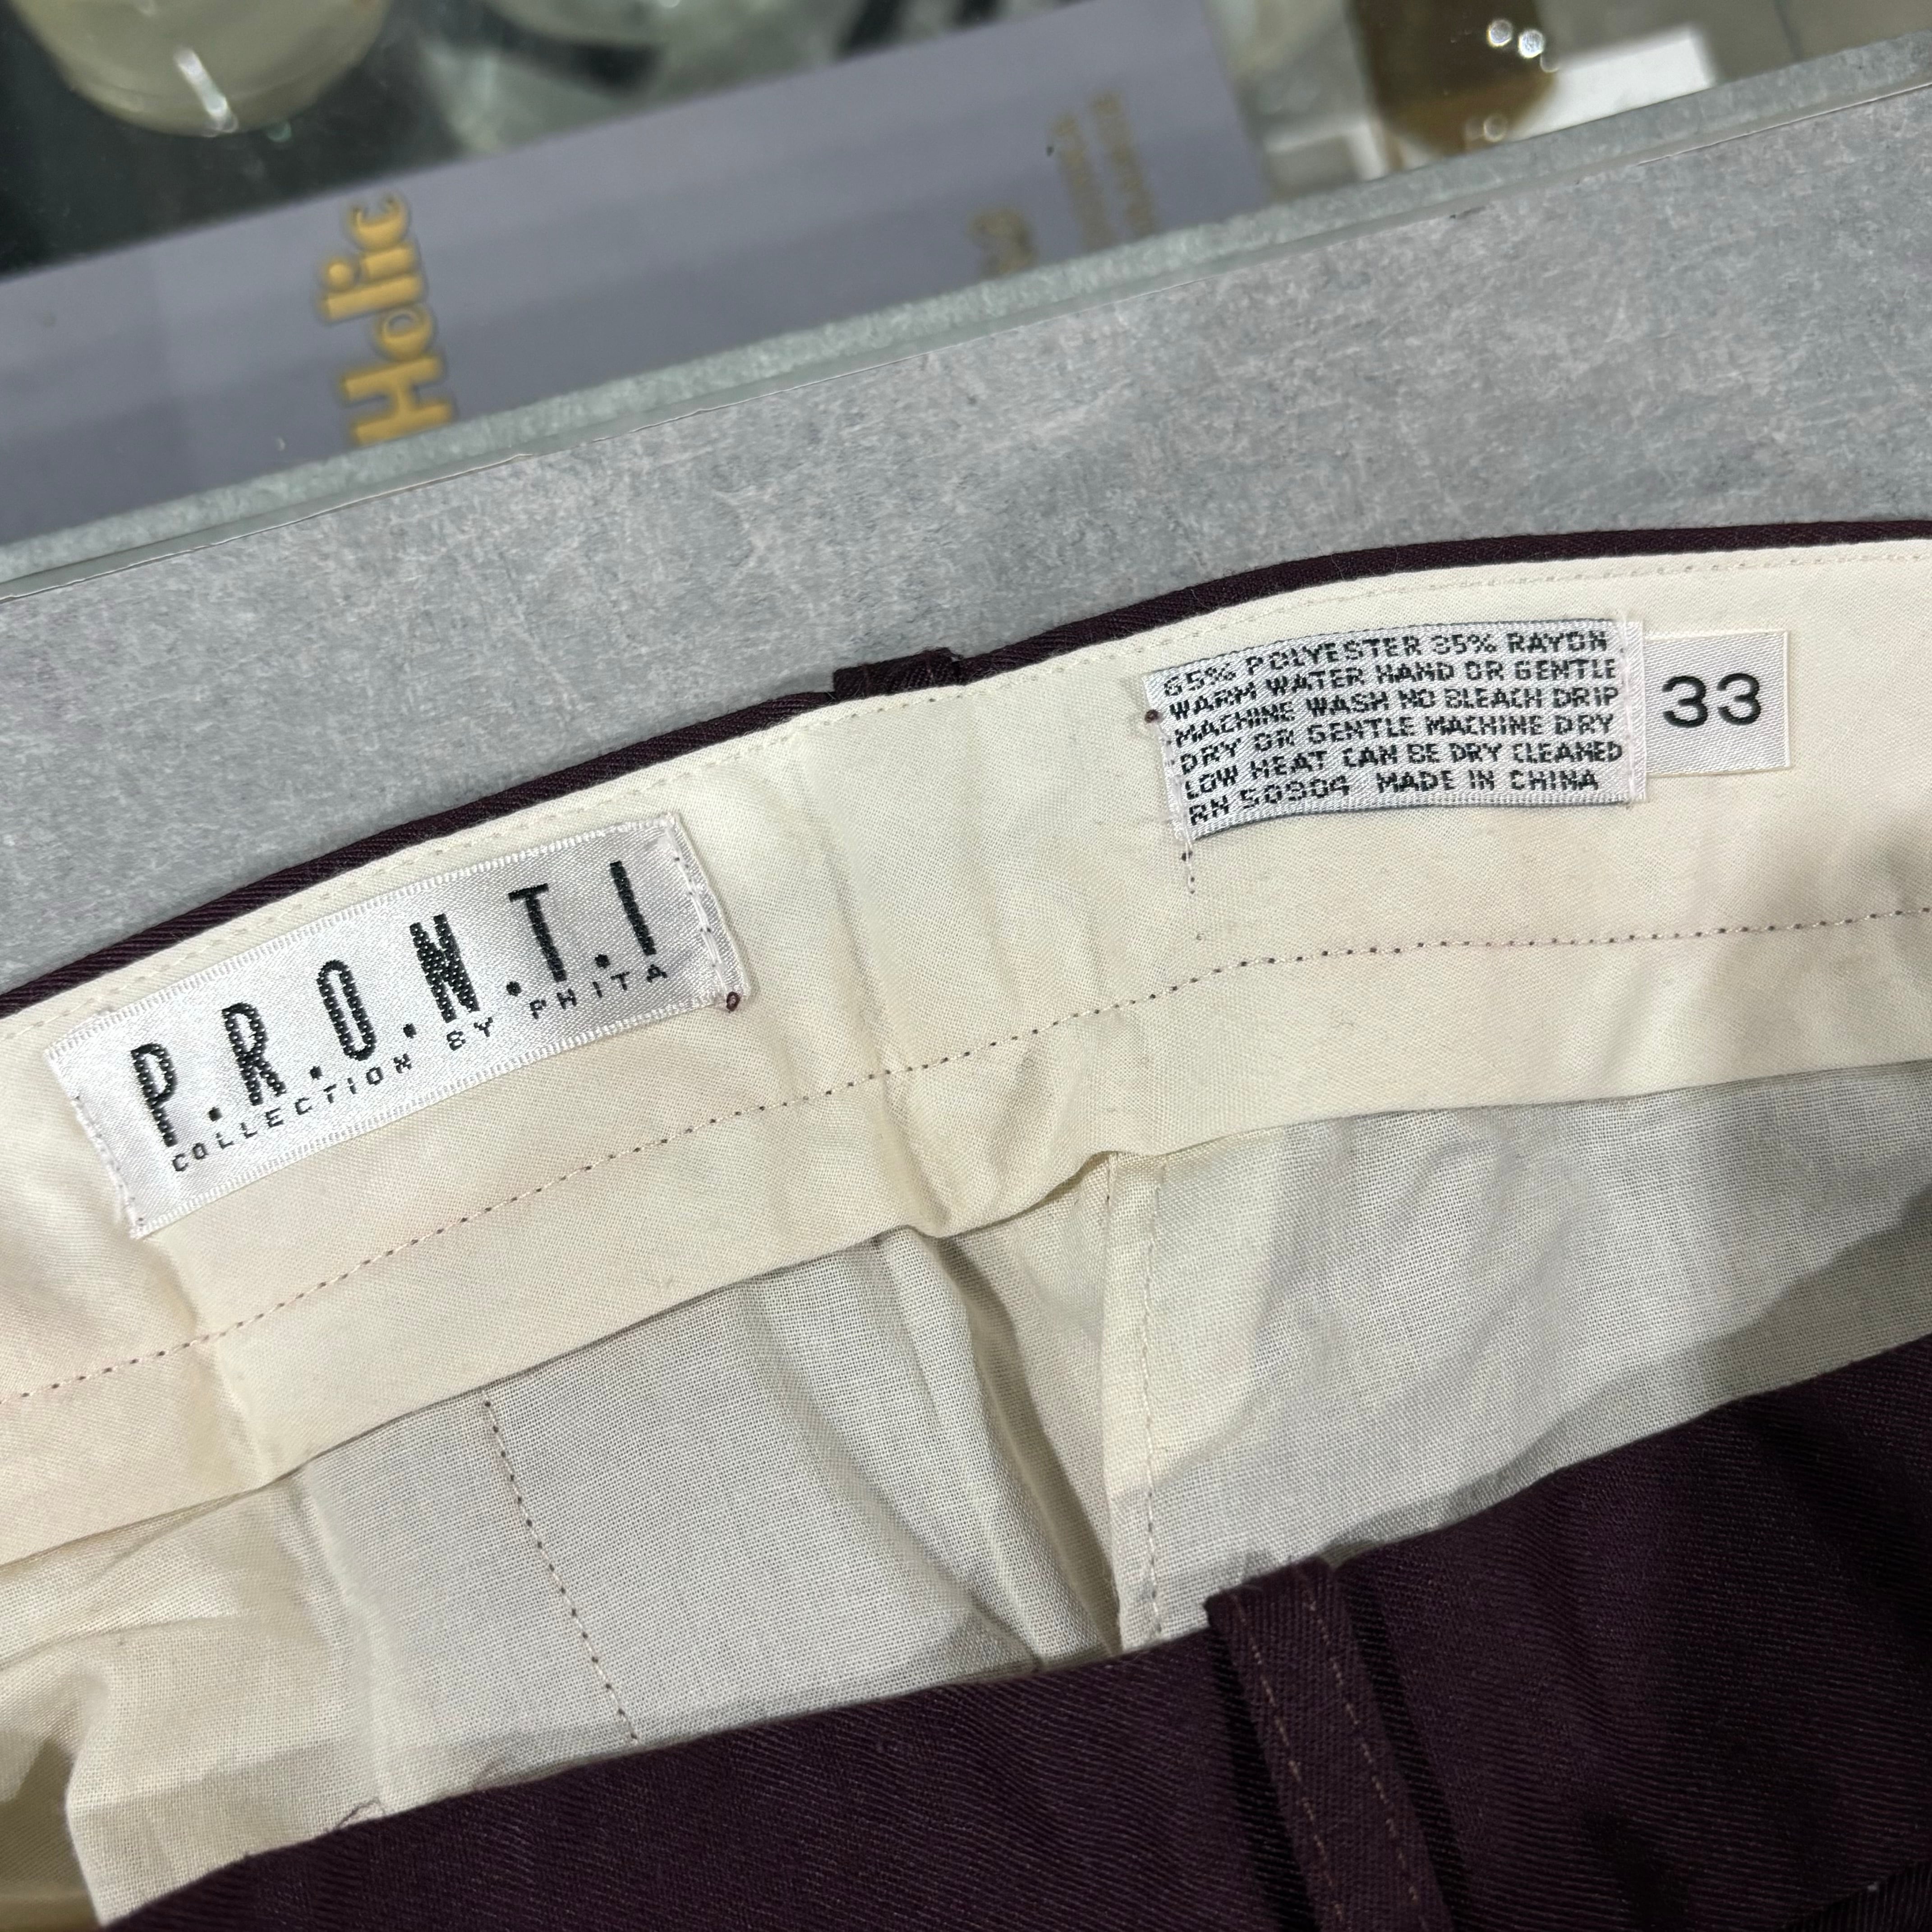 Holic
65% POLYESTER 35% RAYON
WARM WATER HAND OR GENTLE
MACHINE WASH NO BLEACH DRIP
DRY OR GENTLE MACHINE DRY
LOW HEAT CAN BE DRY CLEANED
RN 50904 MADE IN CHINA
33
P.R.O.N.T.I
COLLECTION BY PHITA